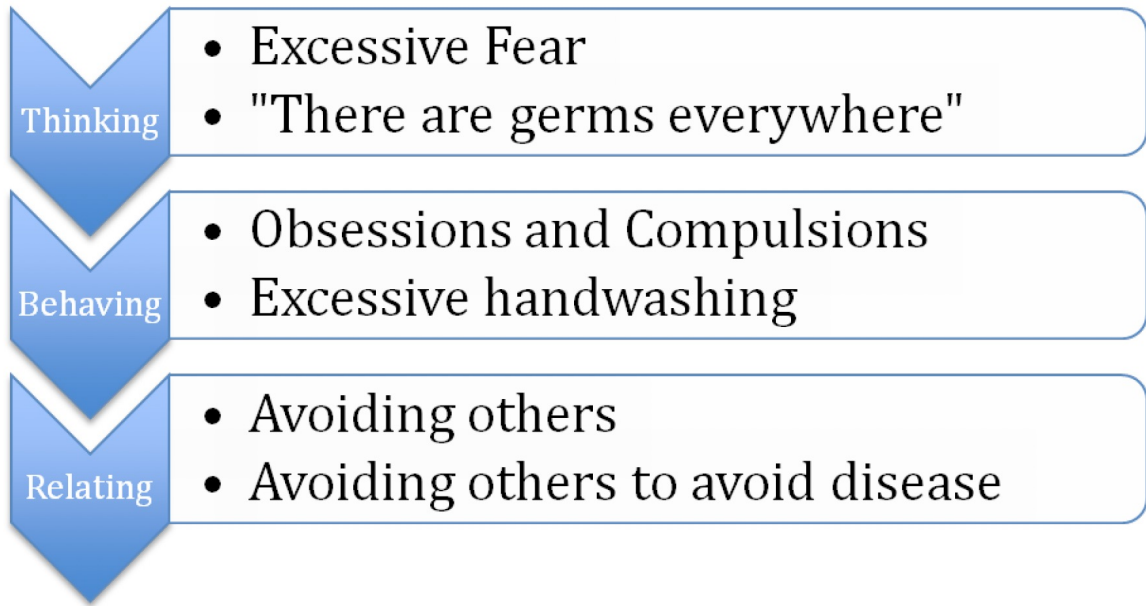 Thinking
• Excessive Fear
• "There are germs everywhere"
Behaving
• Obsessions and Compulsions
• Excessive handwashing
Relating
• Avoiding others
• Avoiding others to avoid disease